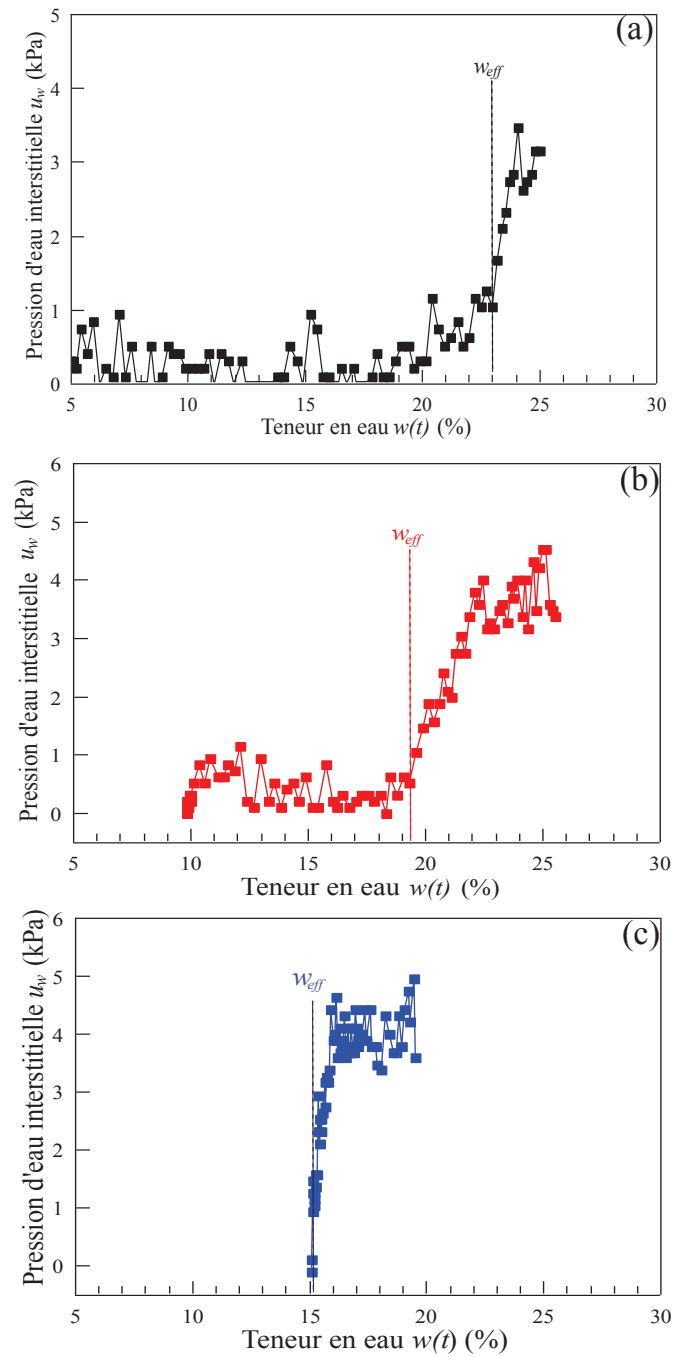 (a)
w_eff
Pression d'eau interstitielle u_w (kPa)
5
4
3
2
1
0
5 10 15 20 25 30
Teneur en eau w(t) (%)
(b)
w_eff
Pression d'eau interstitielle u_w (kPa)
6
5
4
3
2
1
0
5 10 15 20 25 30
Teneur en eau w(t) (%)
(c)
w_eff
Pression d'eau interstitielle u_w (kPa)
6
5
4
3
2
1
0
5 10 15 20 25 30
Teneur en eau w(t) (%)